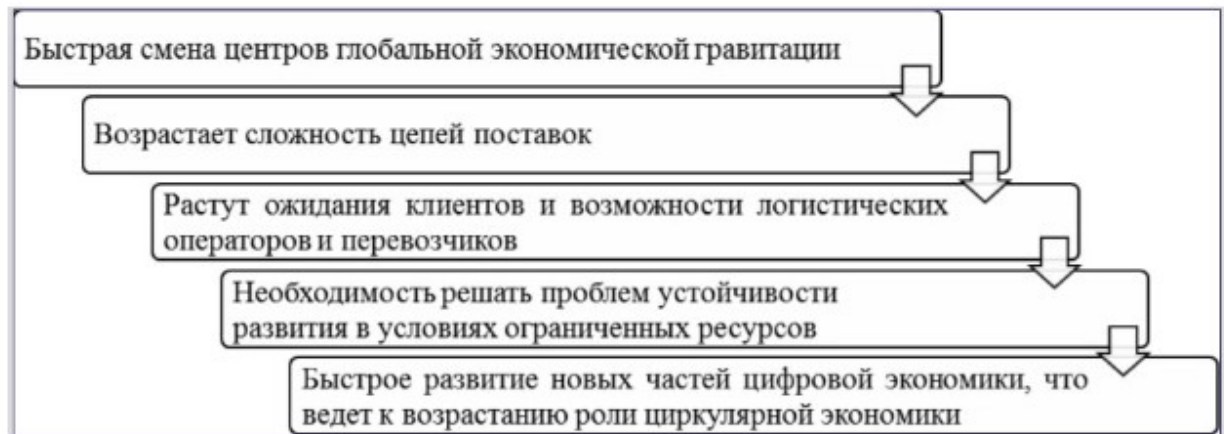 Быстрая смена центров глобальной экономической гравитации
Возрастает сложность цепей поставок
Растут ожидания клиентов и возможности логистических
операторов и перевозчиков
Необходимость решать проблем устойчивости
развития в условиях ограниченных ресурсов
Быстрое развитие новых частей цифровой экономики, что
ведет к возрастанию роли циркулярной экономики